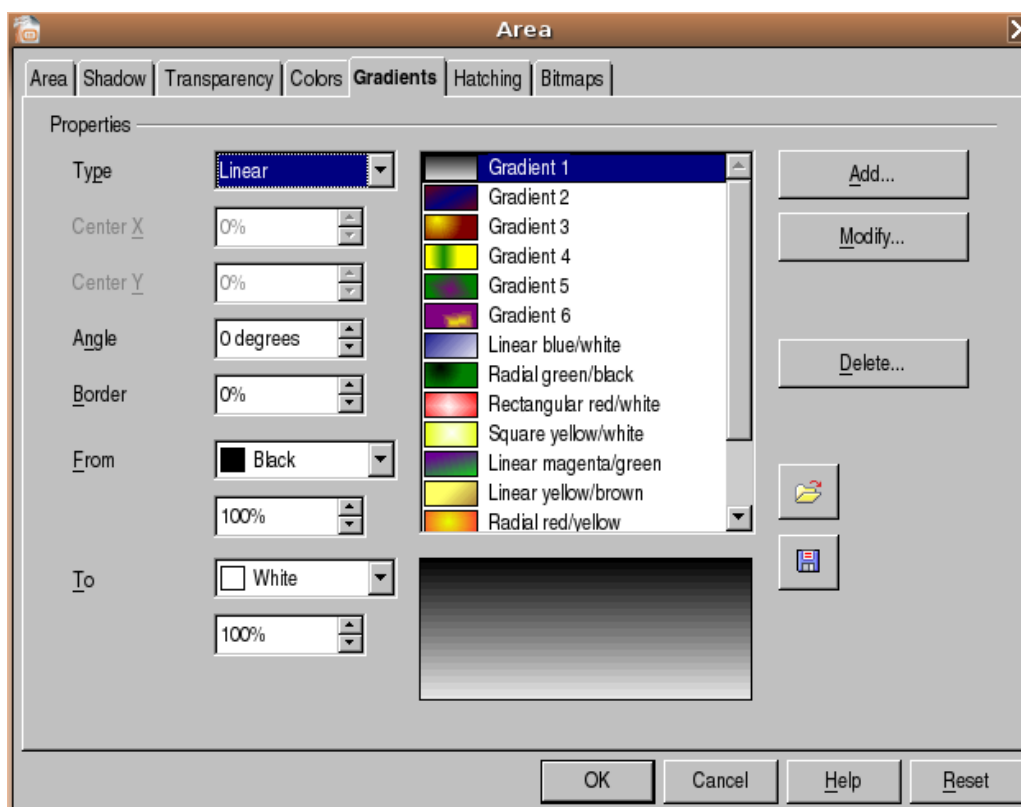 Area
Area Shadow Transparency Colors Gradients Hatching Bitmaps
Properties
Type Linear
Center X 0%
Center Y 0%
Angle 0 degrees
Border 0%
From Black
100%
To White
100%
Gradient 1
Gradient 2
Gradient 3
Gradient 4
Gradient 5
Gradient 6
Linear blue/white
Radial green/black
Rectangular red/white
Square yellow/white
Linear magenta/green
Linear yellow/brown
Radial red/yellow
Add...
Modify...
Delete...
OK Cancel Help Reset